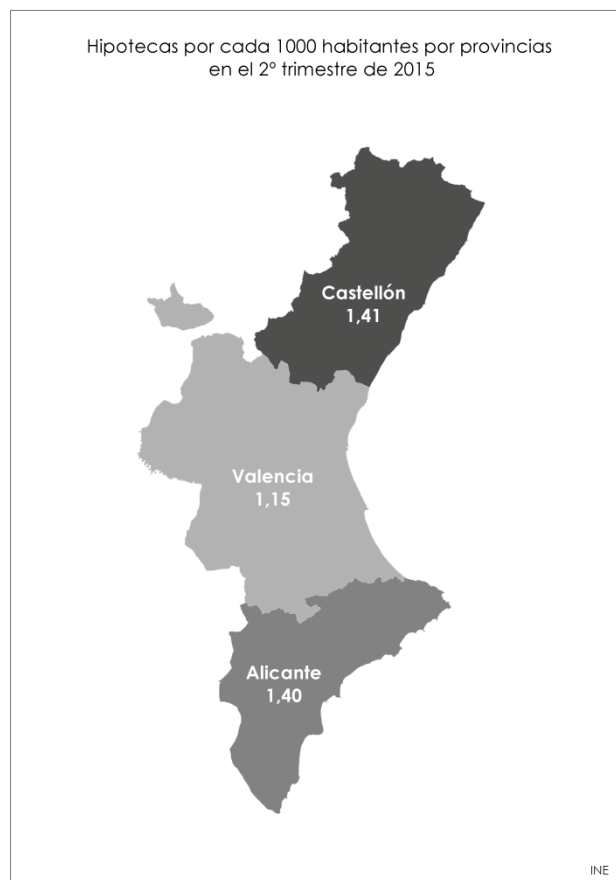 Hipotecas por cada 1000 habitantes por provincias
en el 2º trimestre de 2015
Castellón
1,41
Valencia
1,15
Alicante
1,40
INE